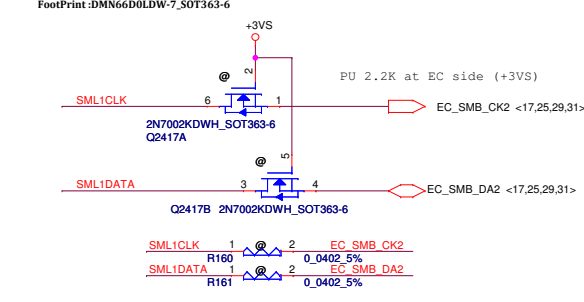 FootPrint :DMN66D0LDW-7_SOT363-6
+3VS
@ 2 PU 2.2K at EC side (+3VS)
SML1CLK 6 1 EC_SMB_CK2 <17,25,29,31>
2N7002KDWH_SOT363-6
Q2417A
@ 5
SML1DATA 3 4 EC_SMB_DA2 <17,25,29,31>
Q2417B 2N7002KDWH_SOT363-6
SML1CLK 1 @ 2 EC_SMB_CK2
R160 0_0402_5%
SML1DATA 1 @ 2 EC_SMB_DA2
R161 0_0402_5%